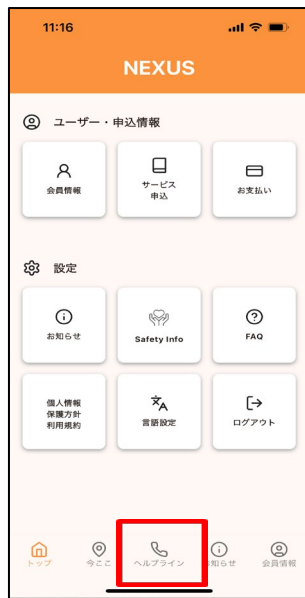 11:16
NEXUS
ユーザー・申込情報
会員情報
サービス
申込
お支払い
設定
お知らせ
Safety Info
FAQ
個人情報
保護方針
利用規約
言語設定
ログアウト
トップ
今ここ
ヘルプライン
知らせ
会員情報